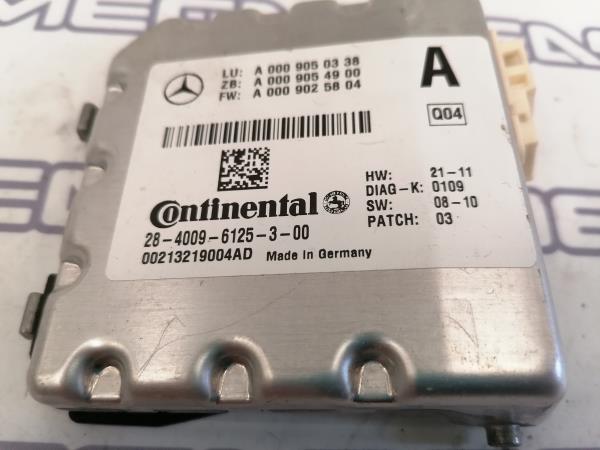 LU: A 000 905 03 38
ZB: A 000 905 49 00
FW: A 000 902 58 04
A
Q04
Continental
28-4009-6125-3-00
00213219004AD Made in Germany
HW: 21-11
DIAG-K: 0109
SW: 08-10
PATCH: 03